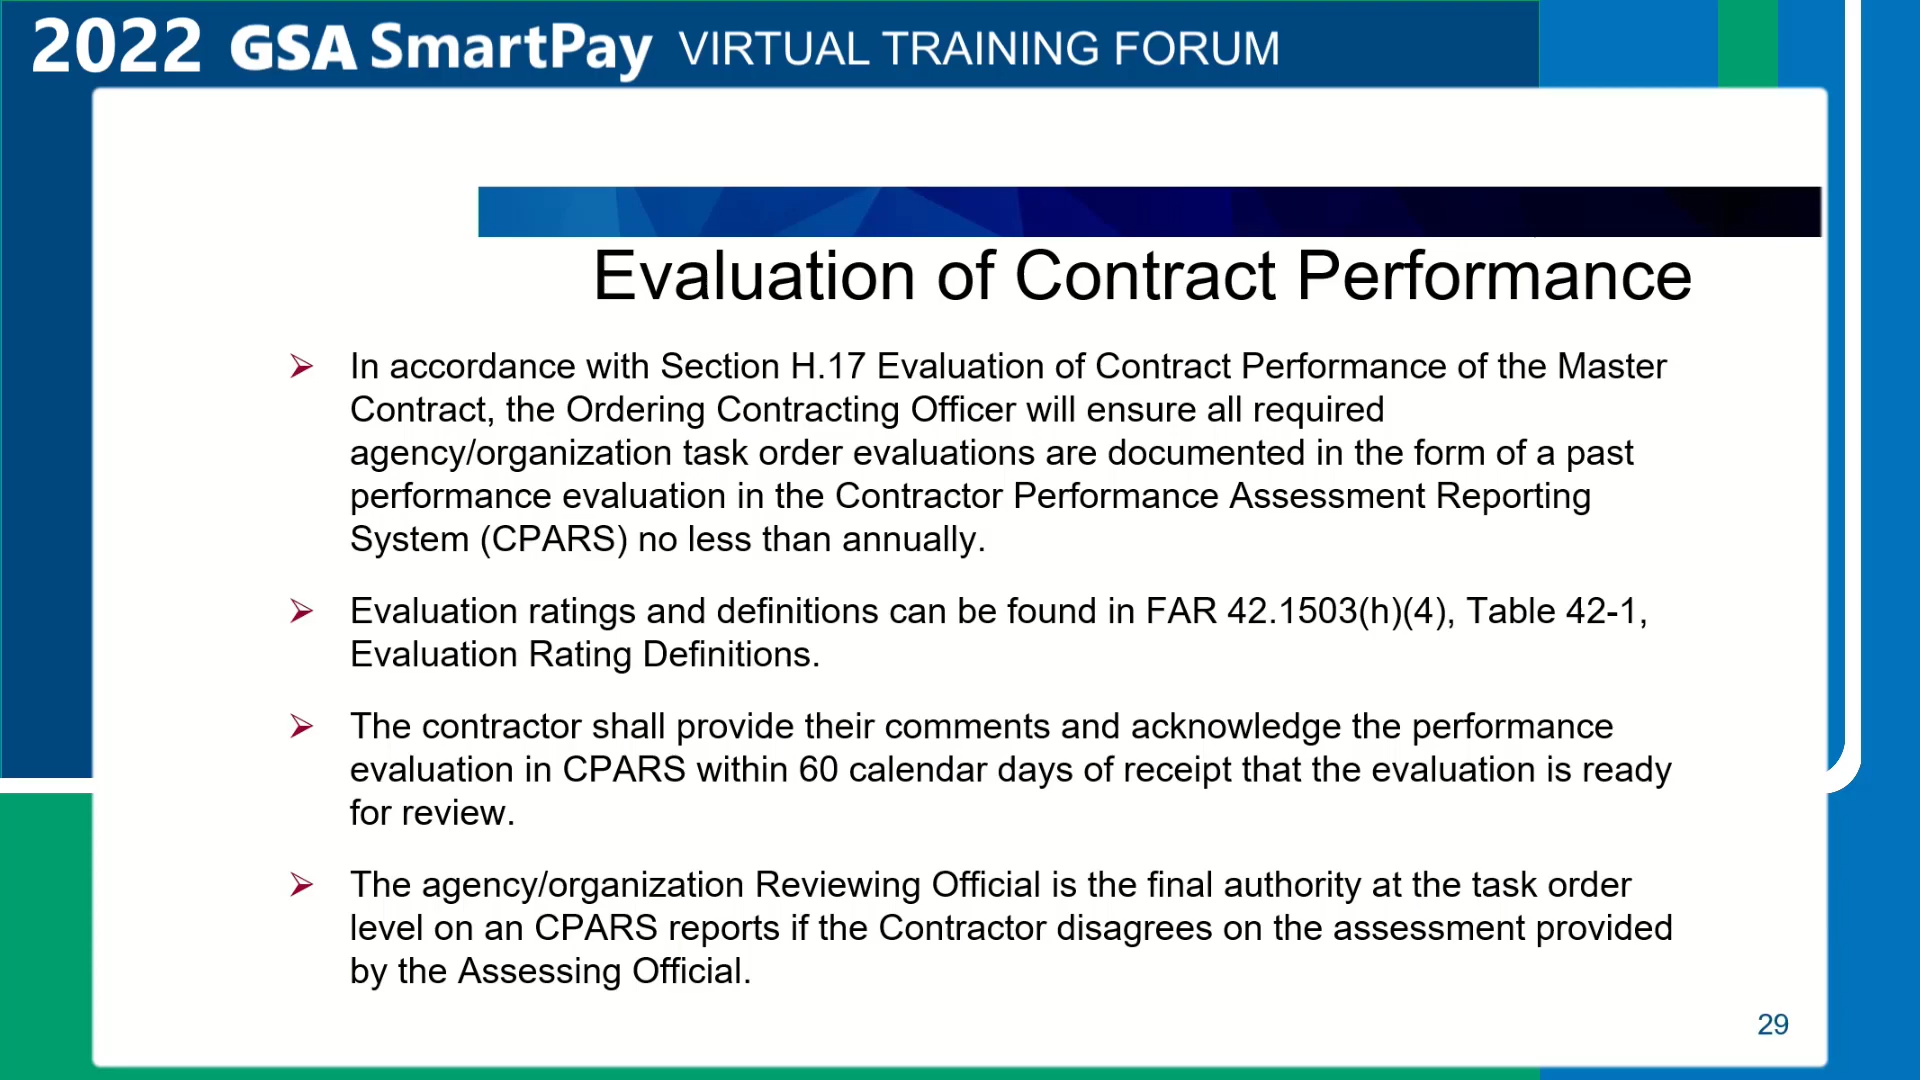 2022 GSA SmartPay VIRTUAL TRAINING FORUM
Evaluation of Contract Performance
In accordance with Section H.17 Evaluation of Contract Performance of the Master
Contract, the Ordering Contracting Officer will ensure all required
agency/organization task order evaluations are documented in the form of a past
performance evaluation in the Contractor Performance Assessment Reporting
System (CPARS) no less than annually.
Evaluation ratings and definitions can be found in FAR 42.1503(h)(4), Table 42-1,
Evaluation Rating Definitions.
The contractor shall provide their comments and acknowledge the performance
evaluation in CPARS within 60 calendar days of receipt that the evaluation is ready
for review.
The agency/organization Reviewing Official is the final authority at the task order
level on an CPARS reports if the Contractor disagrees on the assessment provided
by the Assessing Official.
29